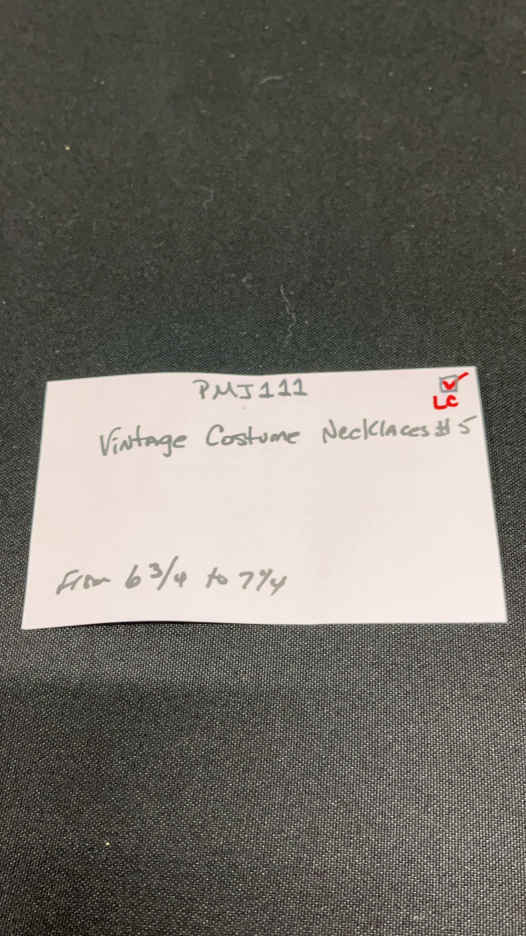 PMJ111
LC
Vintage Costume Necklaces #5
From 6 3/4 to 7 1/4